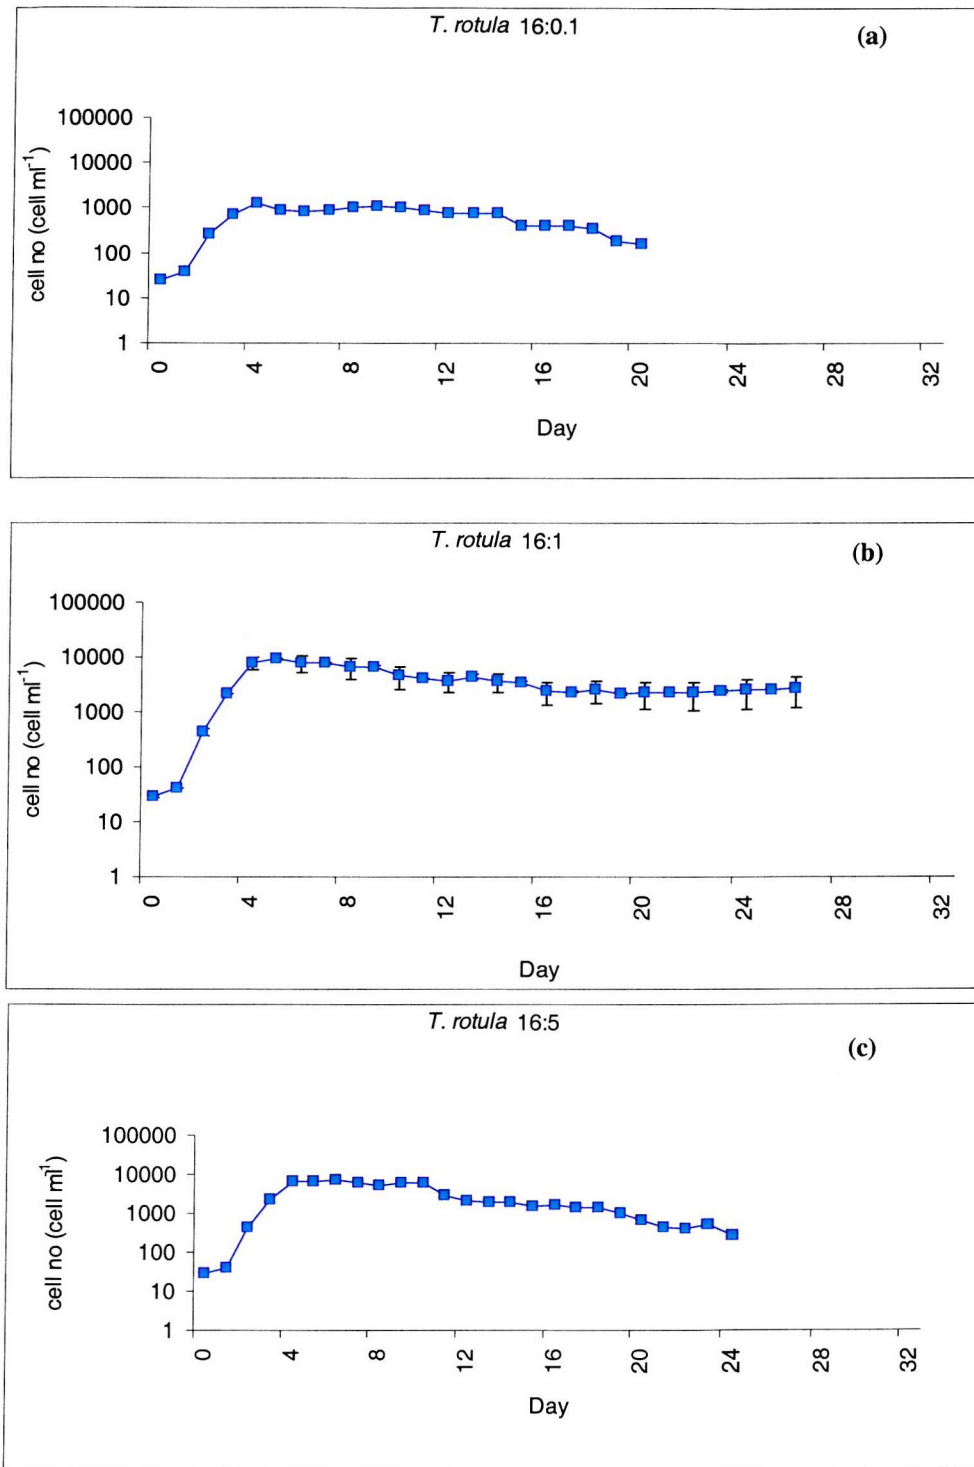 T. rotula 16:0.1
(a)
100000
10000
1000
100
10
1
cell no (cell ml⁻¹)
0 4 8 12 16 20 24 28 32
Day
T. rotula 16:1
(b)
100000
10000
1000
100
10
1
cell no (cell ml⁻¹)
0 4 8 12 16 20 24 28 32
Day
T. rotula 16:5
(c)
100000
10000
1000
100
10
1
cell no (cell ml⁻¹)
0 4 8 12 16 20 24 28 32
Day